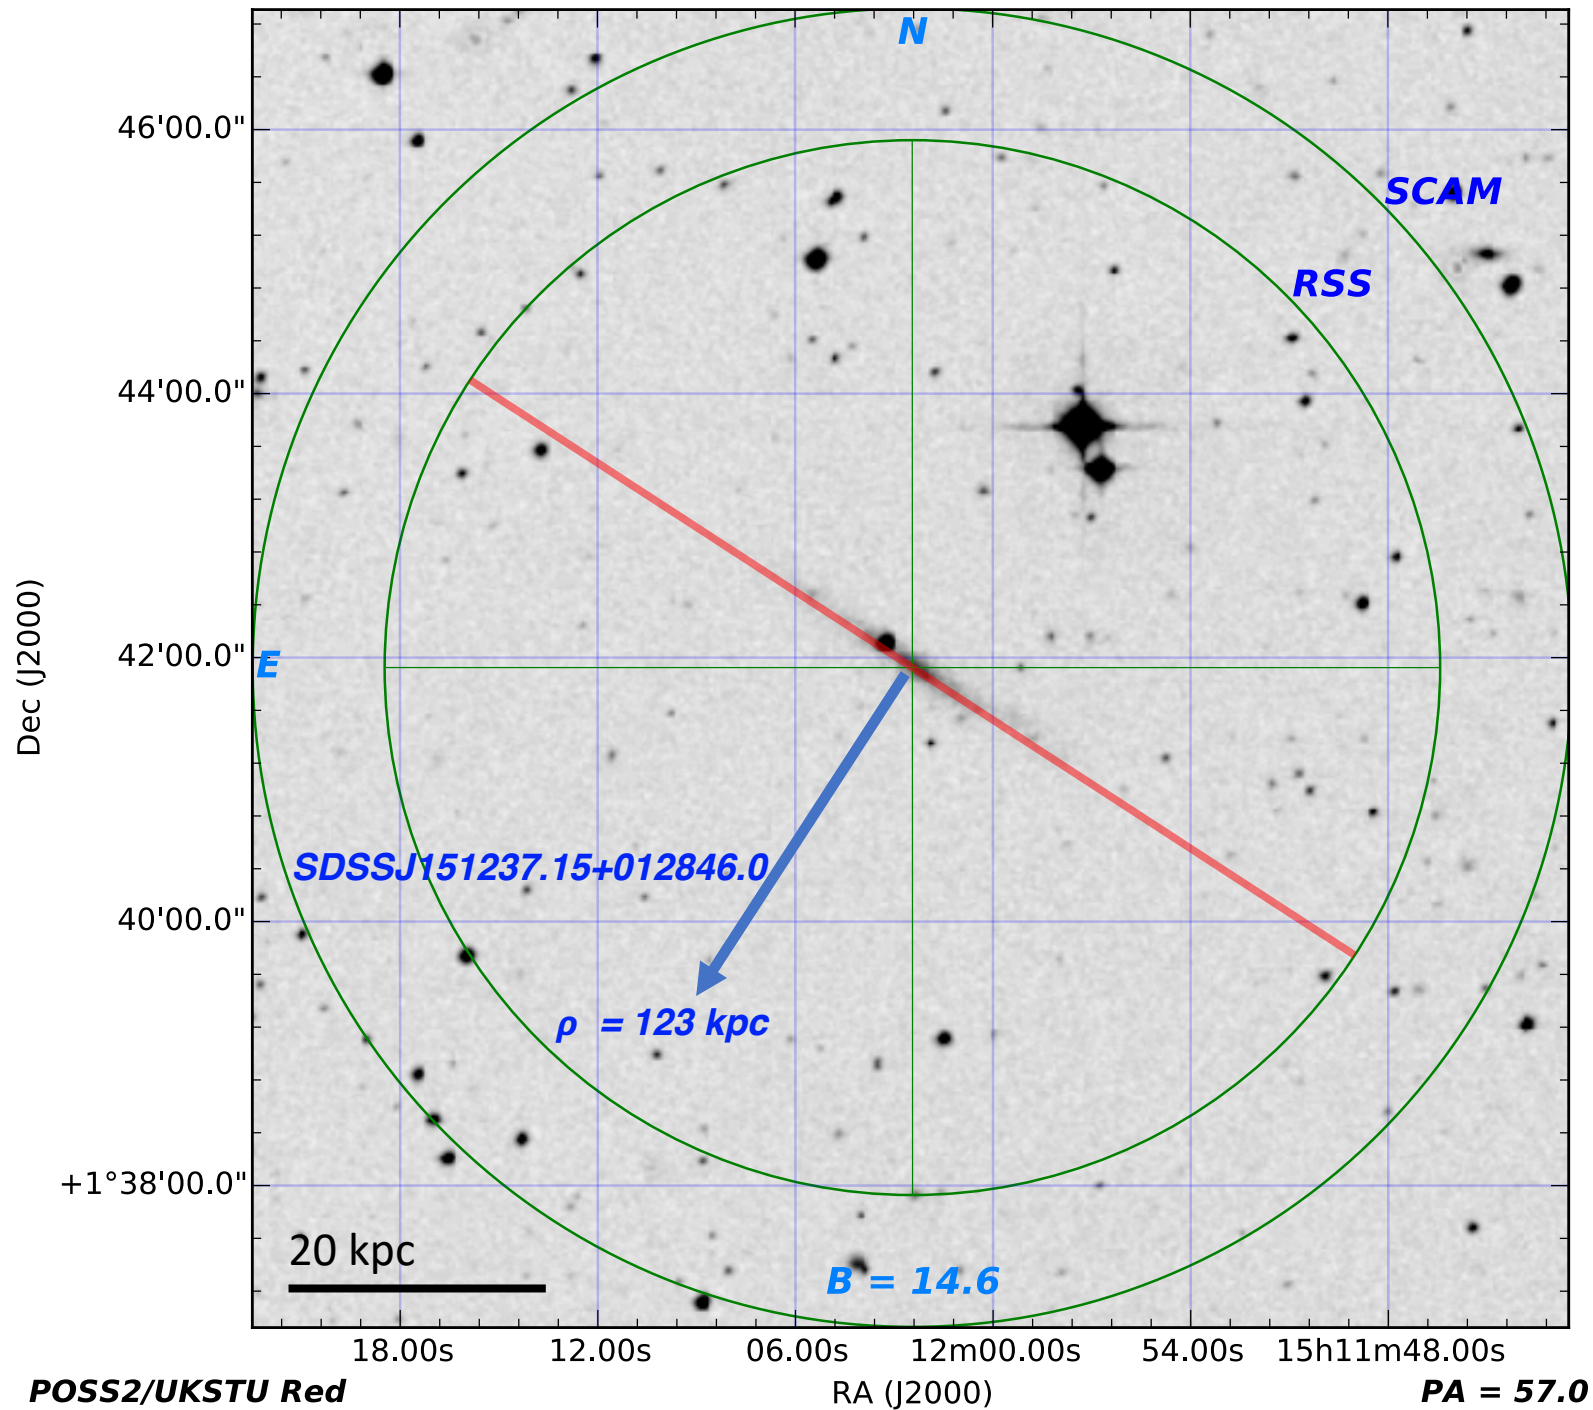 N
46'00.0"
SCAM
RSS
44'00.0"
42'00.0"
E
Dec (J2000)
SDSSJ151237.15+012846.0
40'00.0"
ρ = 123 kpc
+1°38'00.0"
20 kpc
B = 14.6
18.00s 12.00s 06.00s 12m00.00s 54.00s 15h11m48.00s
POSS2/UKSTU Red RA (J2000) PA = 57.0